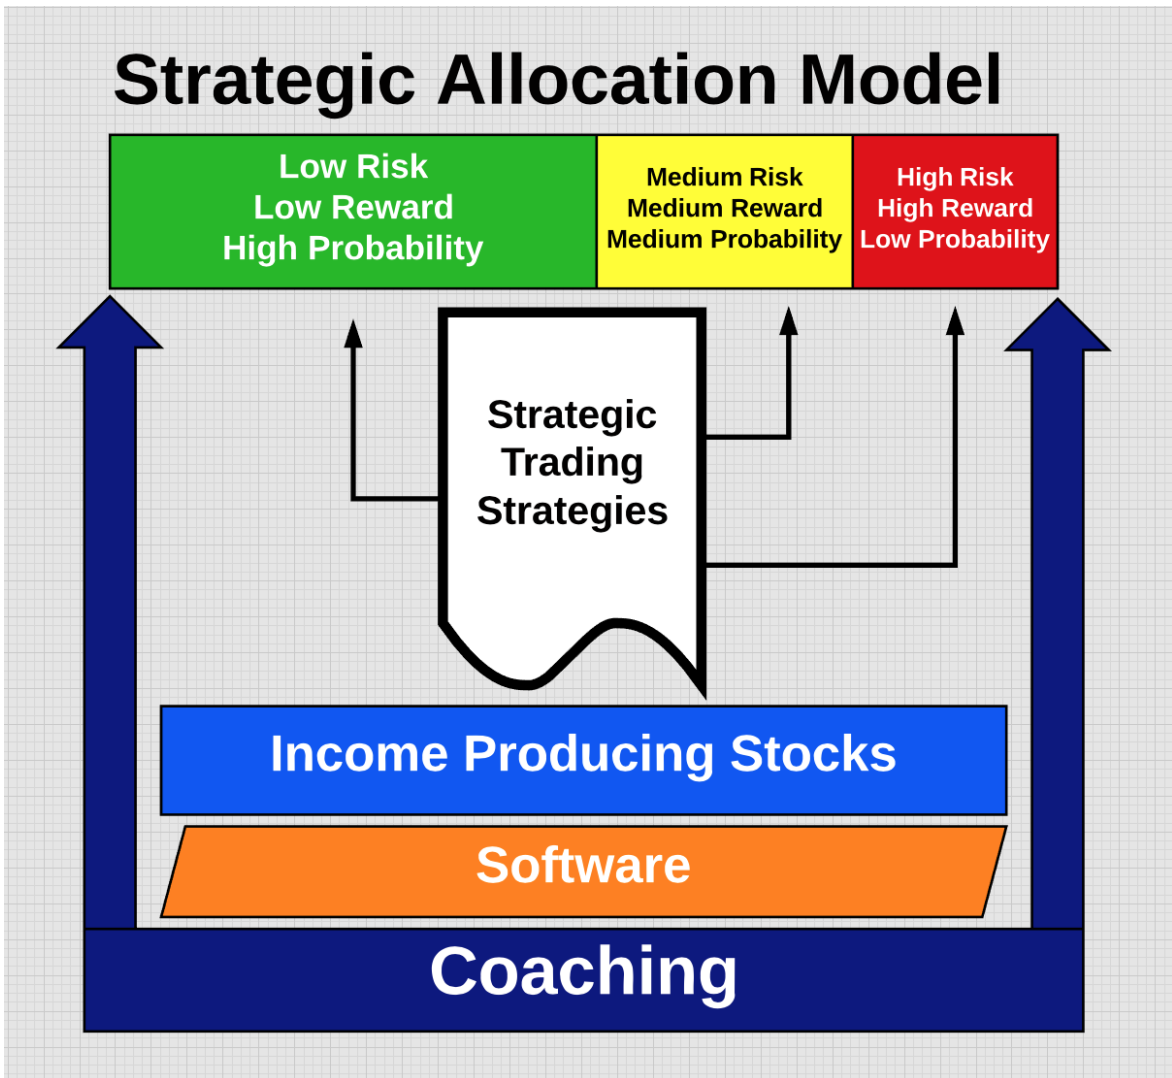 Strategic Allocation Model
Low Risk
Low Reward
High Probability
Medium Risk
Medium Reward
Medium Probability
High Risk
High Reward
Low Probability
Strategic
Trading
Strategies
Income Producing Stocks
Software
Coaching